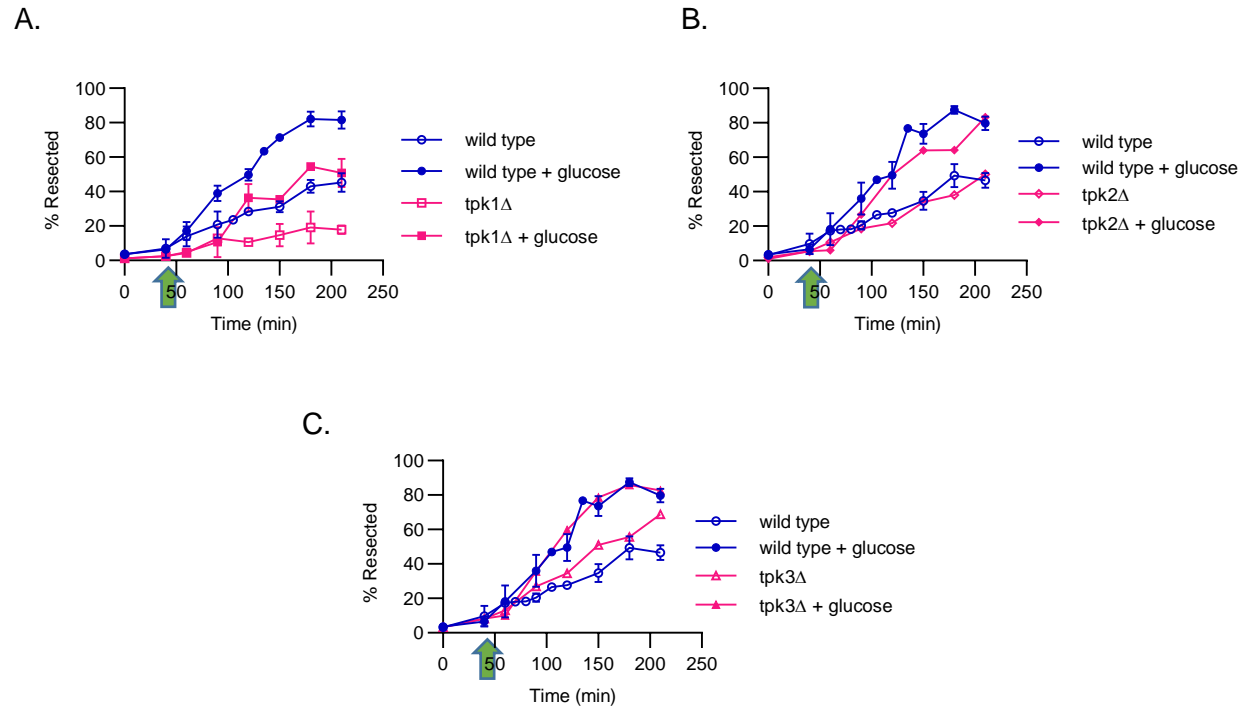 A.
B.
100
80
60
40
20
0
% Resected
0
50
100
150
200
250
Time (min)
wild type
wild type + glucose
tpk1Δ
tpk1Δ + glucose
100
80
60
40
20
0
% Resected
0
50
100
150
200
250
Time (min)
wild type
wild type + glucose
tpk2Δ
tpk2Δ + glucose
C.
100
80
60
40
20
0
% Resected
0
50
100
150
200
250
Time (min)
wild type
wild type + glucose
tpk3Δ
tpk3Δ + glucose